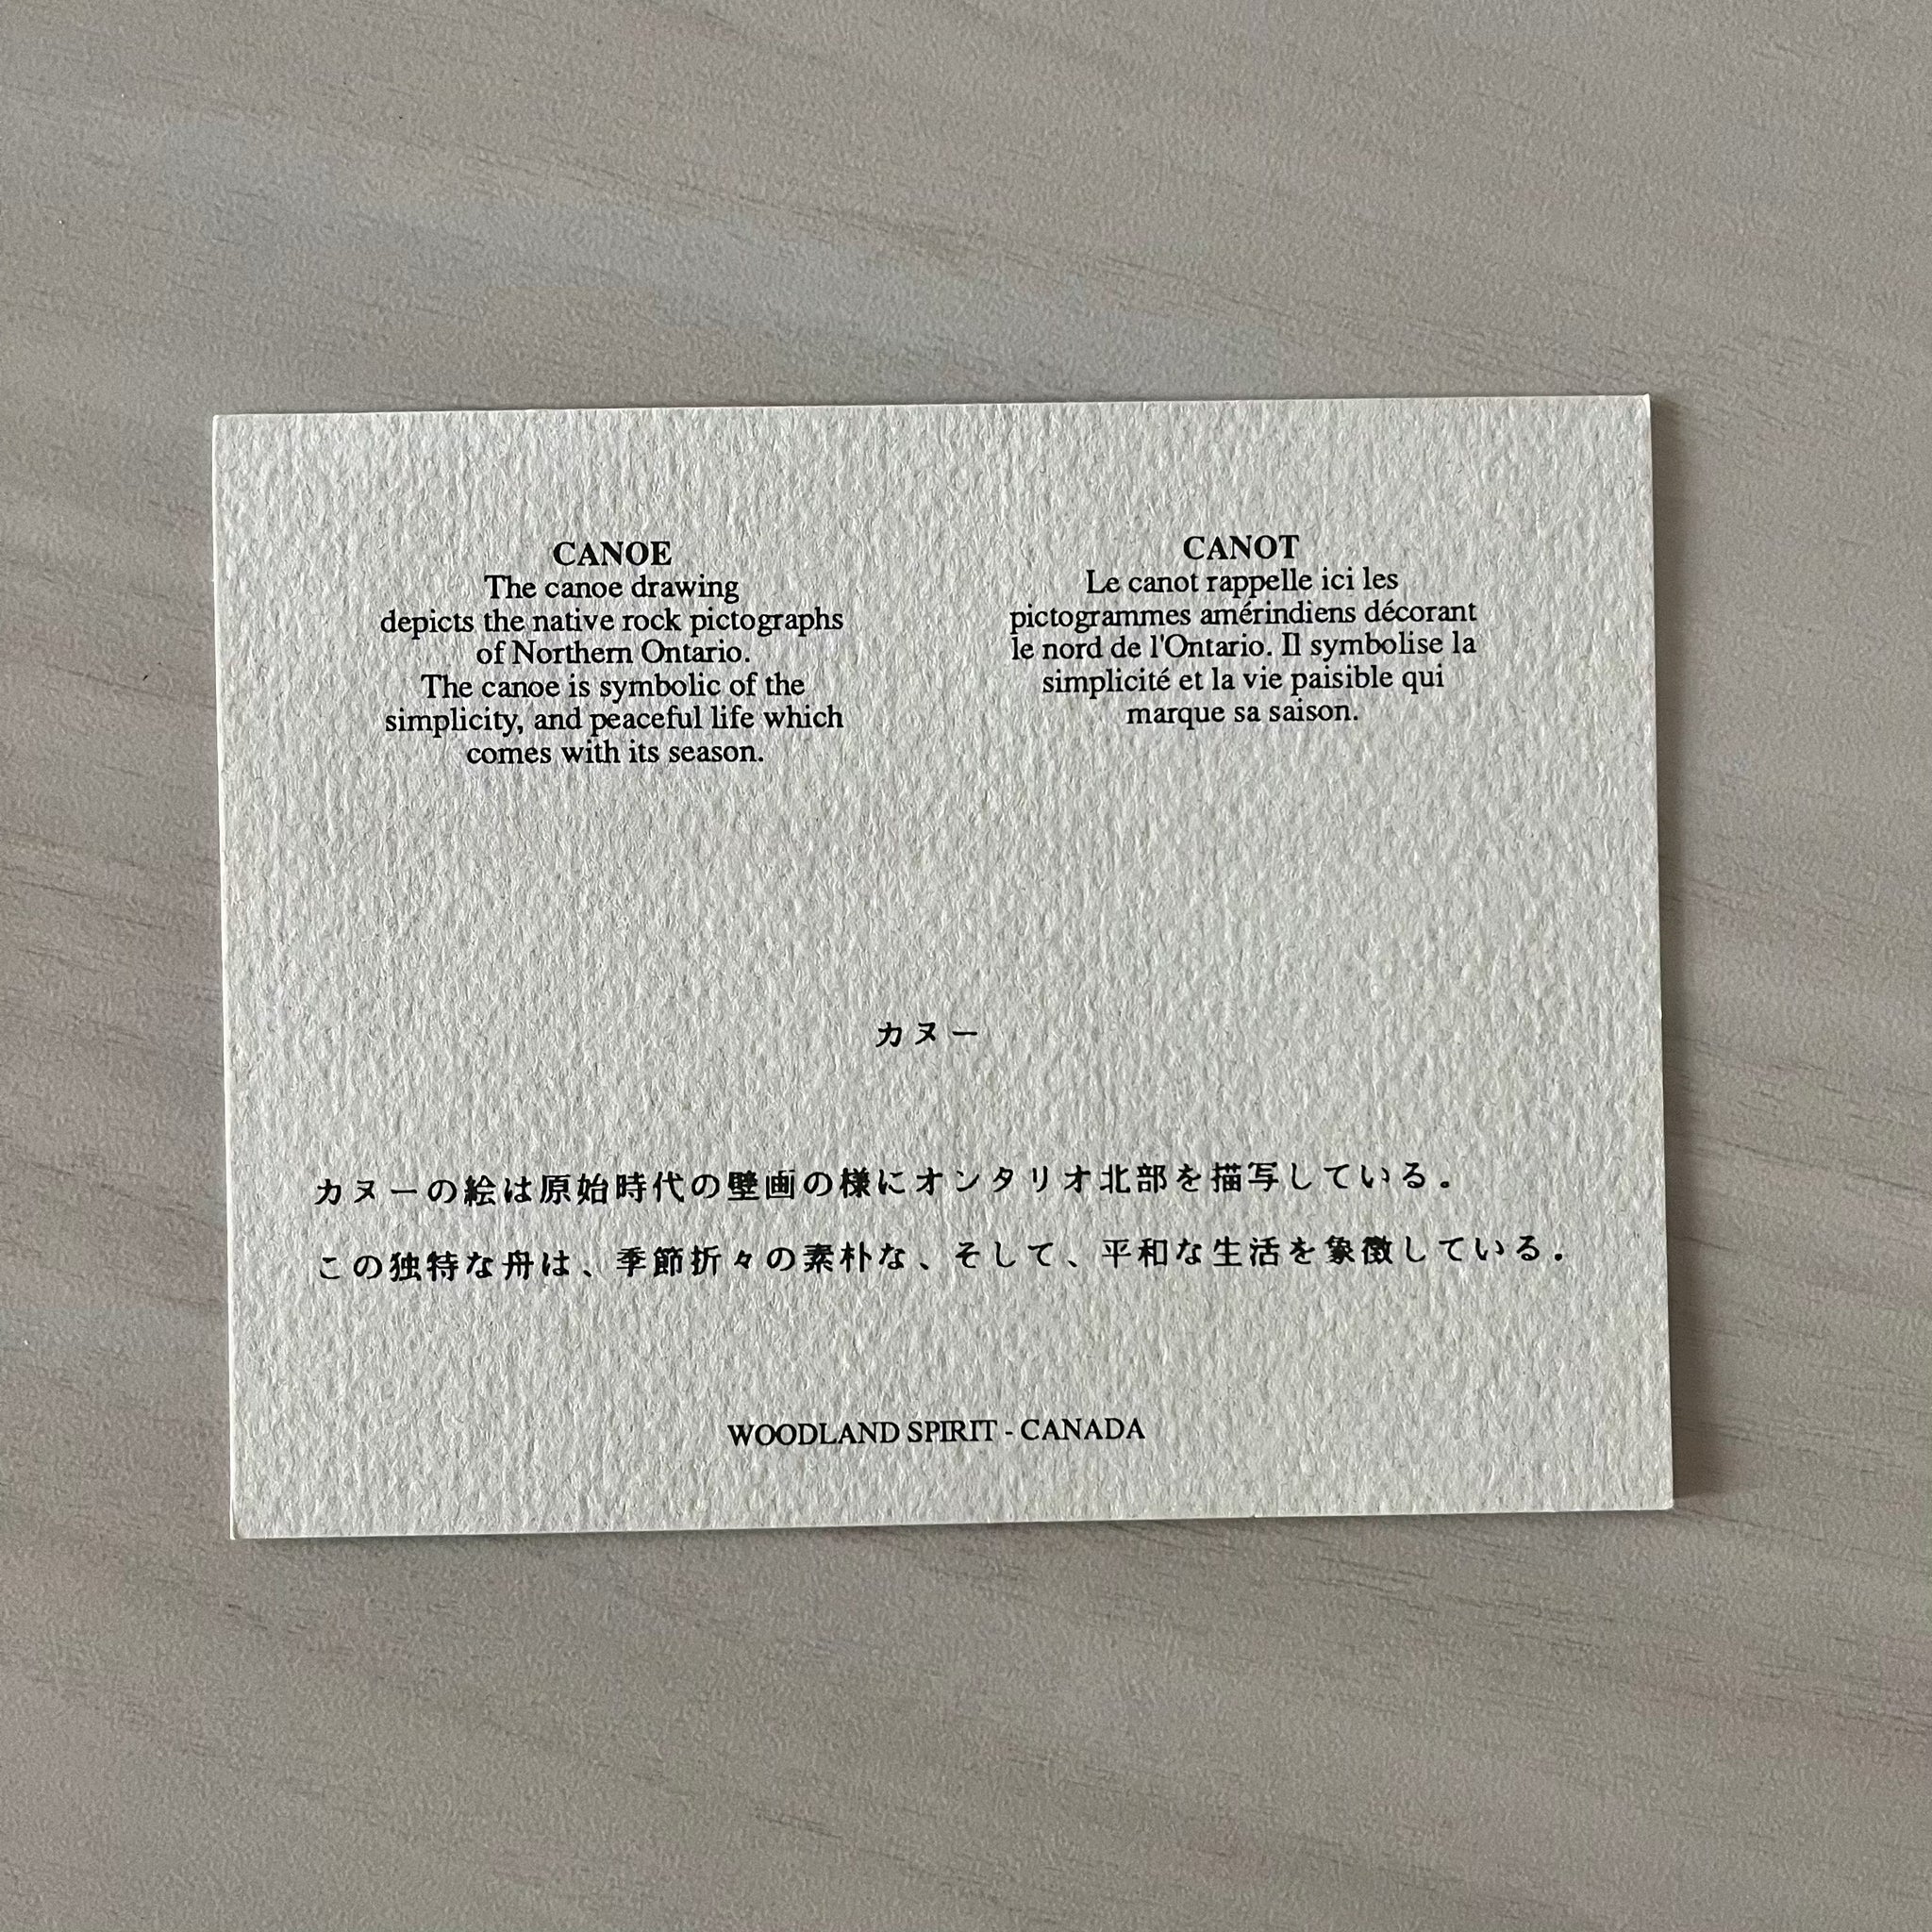 CANOE
The canoe drawing
depicts the native rock pictographs
of Northern Ontario.
The canoe is symbolic of the
simplicity, and peaceful life which
comes with its season.
CANOT
Le canot rappelle ici les
pictogrammes amérindiens décorant
le nord de l'Ontario. Il symbolise la
simplicité et la vie paisible qui
marque sa saison.
カヌー
カヌーの絵は原始時代の壁画の様にオンタリオ北部を描写している.
この独特な舟は、季節折々の素朴な、そして、平和な生活を象徴している.
WOODLAND SPIRIT - CANADA